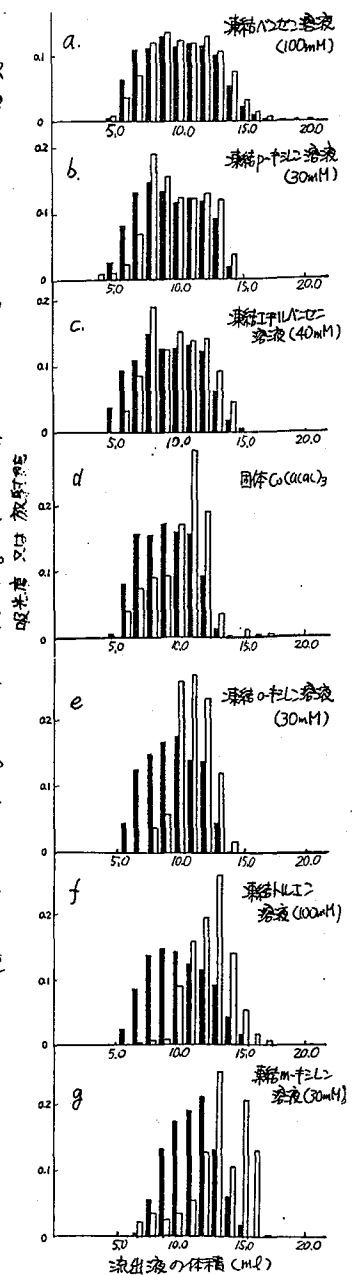 a.
凍結ベンゼン溶液
(100mM)
0.1
0
5.0 10.0 15.0 20.0
b.
凍結p-キシレン溶液
(30mM)
0.2
0.1
0
5.0 10.0 15.0 20.0
c.
凍結エチルベンゼン
溶液(40mM)
0.2
0.1
0
5.0 10.0 15.0 20.0
d
固体Co(acac)3
0.2
0.1
0
5.0 10.0 15.0 20.0
吸光度 又は 放射能
e
凍結o-キシレン溶液
(30mM)
0.2
0.1
0
5.0 10.0 15.0 20.0
f
凍結トルエン
溶液(100mM)
0.2
0.1
0
5.0 10.0 15.0 20.0
g
凍結m-キシレン
溶液(30mM)
0.2
0.1
0
5.0 10.0 15.0 20.0
流出液の体積(ml)